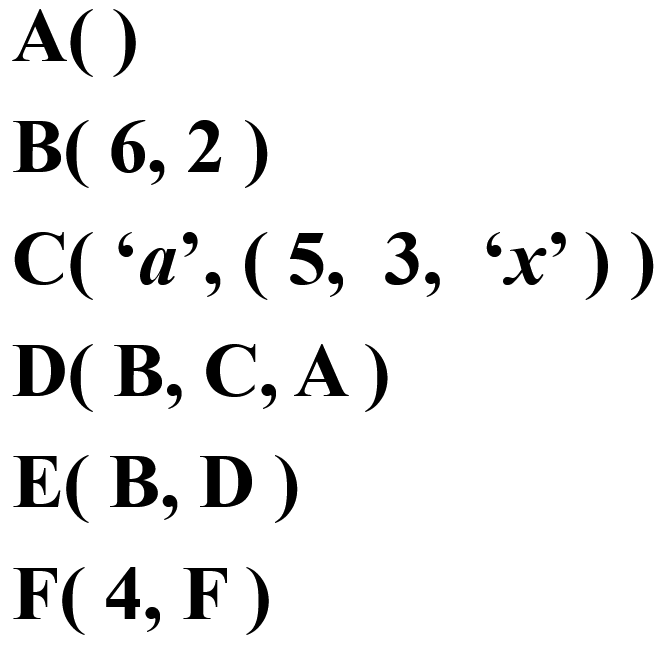 A( )
B( 6, 2 )
C( ‘a’, ( 5, 3, ‘x’ ) )
D( B, C, A )
E( B, D )
F( 4, F )